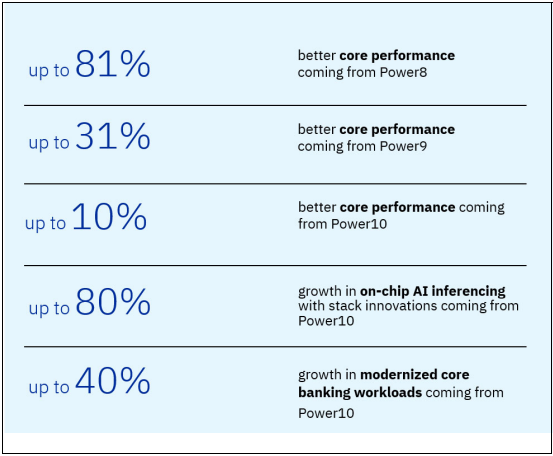 up to 81%
better core performance
coming from Power8
up to 31%
better core performance
coming from Power9
up to 10%
better core performance coming
from Power10
up to 80%
growth in on-chip AI inferencing
with stack innovations coming from
Power10
up to 40%
growth in modernized core
banking workloads coming from
Power10